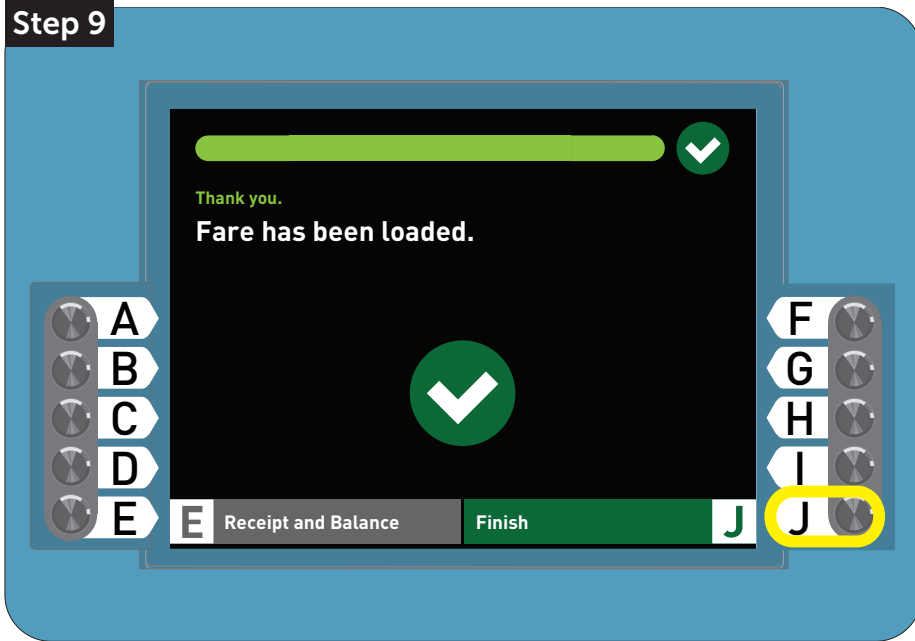 Step 9
Thank you.
Fare has been loaded.
A
B
C
D
E
F
G
H
I
J
E Receipt and Balance
Finish J